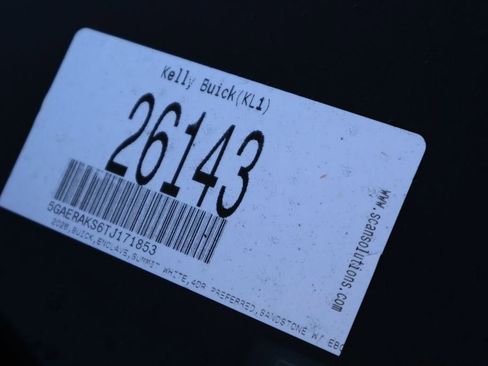 Kelly Buick(KL1)
26143
5GAERAKS6TJ171853
2026,BUICK,ENCLAVE,SUMMIT WHITE,4DR PREFERRED,SANDSTONE W/ EBO
www.scansolutions.com